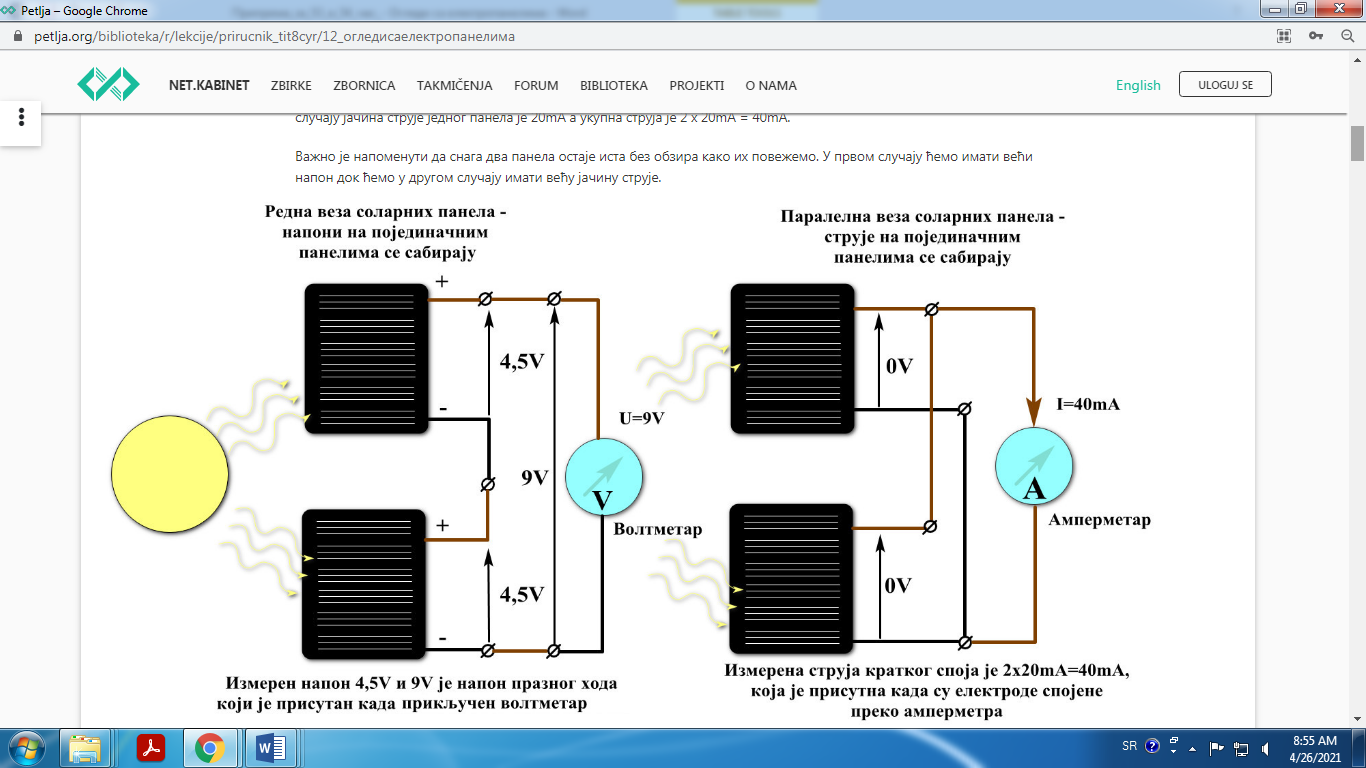 Petlja – Google Chrome
petlja.org/biblioteka/r/lekcije/prirucnik_tit8cyr/12_огледисаелектропанелима
NET.KABINET ZBIRKE ZBORNICA TAKMIČENJA FORUM BIBLIOTEKA PROJEKTI O NAMA English ULOGUJ SE
случају јачина струје једног панела је 20mA а укупна струја је 2 x 20mA = 40mA.
Важно је напоменути да снага два панела остаје иста без обзира како их повежемо. У првом случају ћемо имати већи
напон док ћемо у другом случају имати већу јачину струје.
Редна веза соларних панела -
напони на појединачним
панелима се сабирају
+
4,5V
-
U=9V
9V
V
Волтметар
+
4,5V
-
Измерен напон 4,5V и 9V је напон празног хода
који је присутан када прикључен волтметар
Паралелна веза соларних панела -
струје на појединачним
панелима се сабирају
0V
I=40mA
A
Амперметар
0V
Измерена струја кратког споја је 2x20mA=40mA,
која је присутна када су електроде спојене
преко амперметра
SR
8:55 AM
4/26/2021